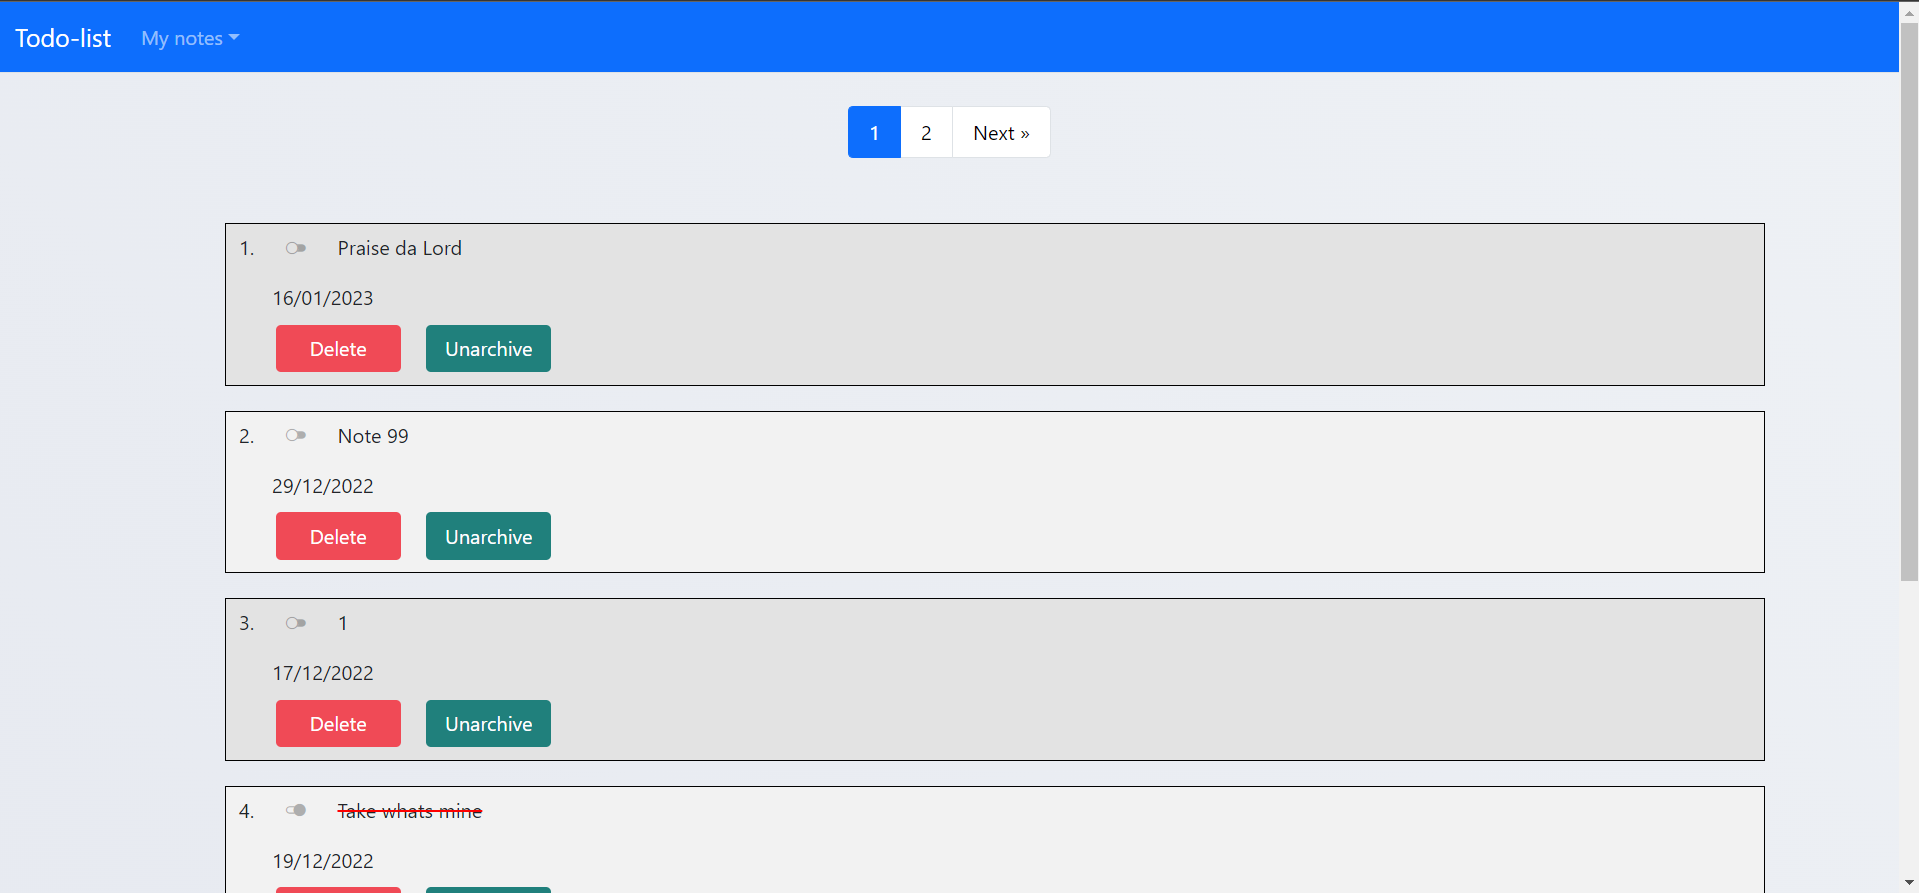 Todo-list My notes
1 2 Next »
1. Praise da Lord
16/01/2023
Delete Unarchive
2. Note 99
29/12/2022
Delete Unarchive
3. 1
17/12/2022
Delete Unarchive
4. Take whats mine
19/12/2022